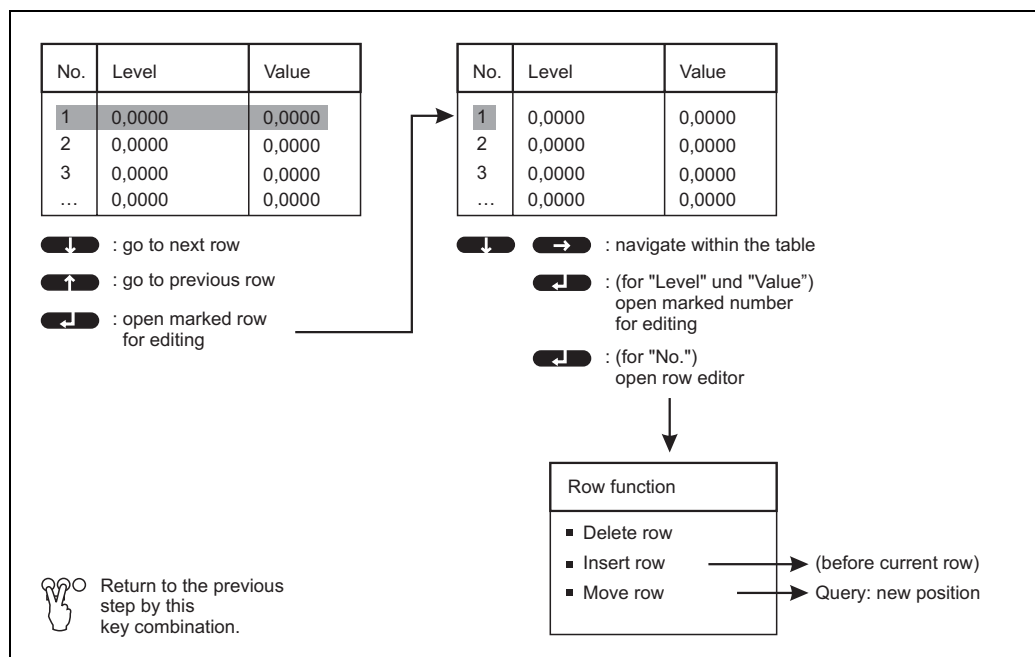 No. Level Value
1 0,0000 0,0000
2 0,0000 0,0000
3 0,0000 0,0000
… 0,0000 0,0000
↓ : go to next row
↑ : go to previous row
↵ : open marked row
for editing
No. Level Value
1 0,0000 0,0000
2 0,0000 0,0000
3 0,0000 0,0000
… 0,0000 0,0000
↓ → : navigate within the table
↵ : (for "Level" und "Value”)
open marked number
for editing
↵ : (for "No.")
open row editor
Row function
▪ Delete row
▪ Insert row (before current row)
▪ Move row Query: new position
Return to the previous
step by this
key combination.